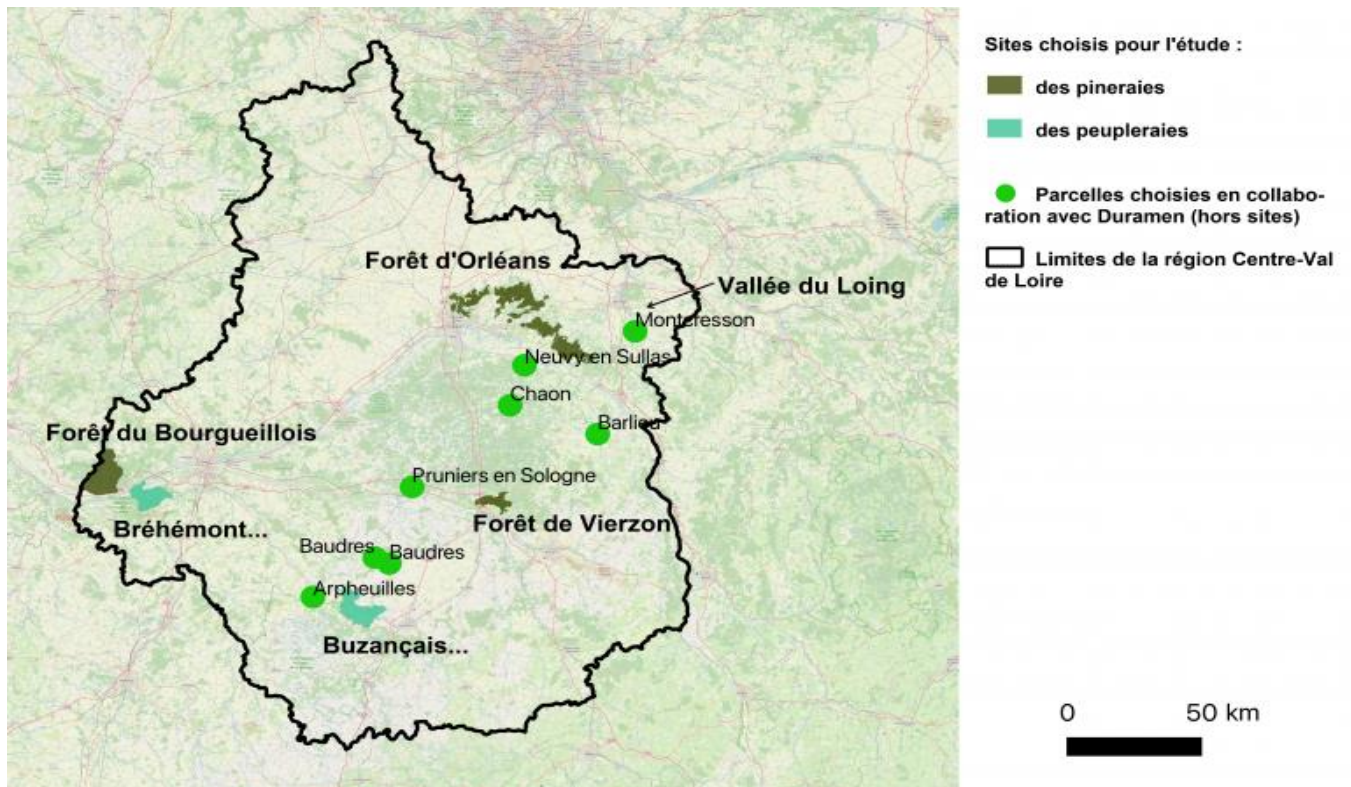 Forêt d'Orléans
Vallée du Loing
Montcresson
Neuvy en Sullas
Chaon
Barlieu
Forêt du Bourgueillois
Pruniers en Sologne
Forêt de Vierzon
Bréhémont...
Baudres
Baudres
Arpheuilles
Buzançais...
Sites choisis pour l'étude :
des pineraies
des peupleraies
Parcelles choisies en collabo-
ration avec Duramen (hors sites)
Limites de la région Centre-Val
de Loire
0 50 km